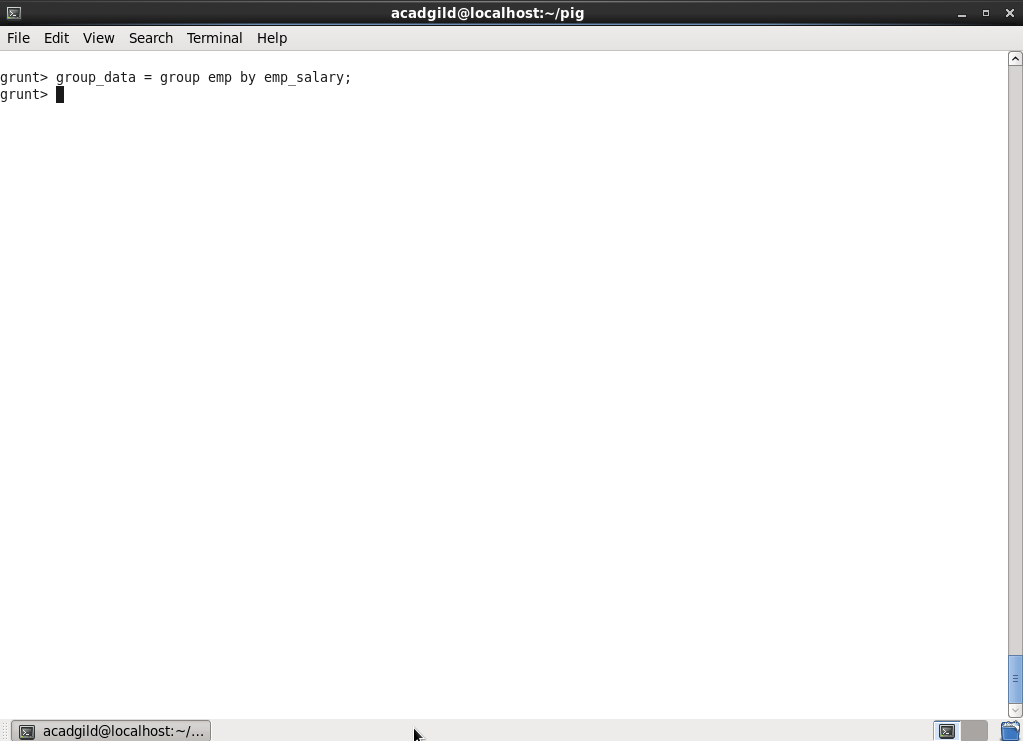 acadgild@localhost:~/pig
File Edit View Search Terminal Help
grunt> group_data = group emp by emp_salary;
grunt>
acadgild@localhost:~/...